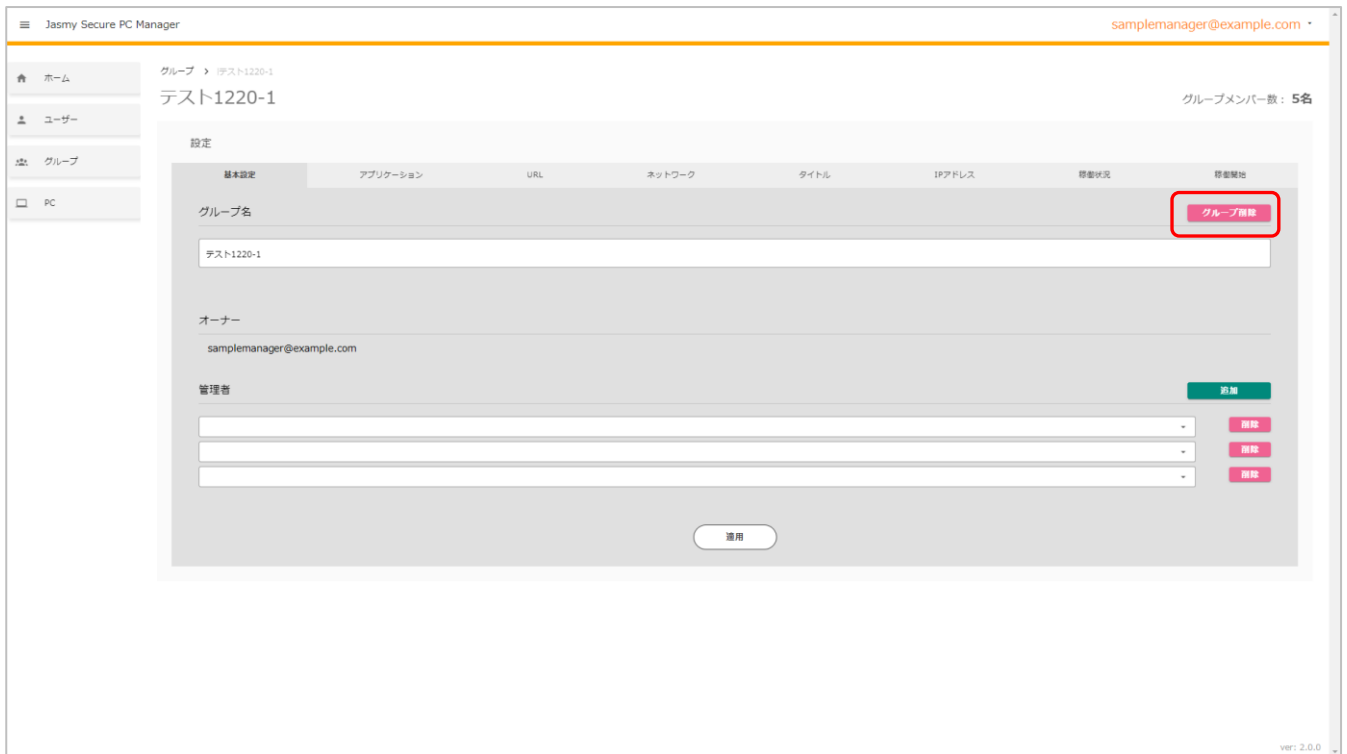 Jasmy Secure PC Manager
samplemanager@example.com
ホーム
ユーザー
グループ
PC
グループ > テスト1220-1
テスト1220-1
グループメンバー数： 5名
設定
基本設定 アプリケーション URL ネットワーク タイトル IPアドレス 稼働状況 稼働開始
グループ名
グループ削除
テスト1220-1
オーナー
samplemanager@example.com
管理者
追加
削除
削除
削除
適用
ver: 2.0.0